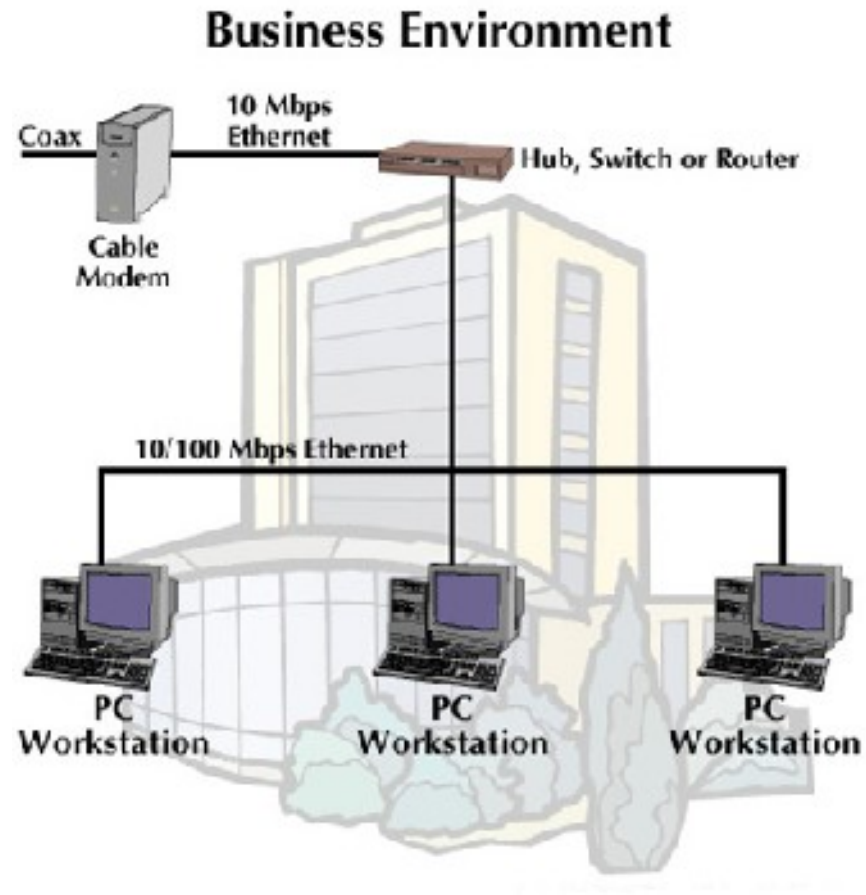 Business Environment
Coax
10 Mbps
Ethernet
Hub, Switch or Router
Cable
Modem
10/100 Mbps Ethernet
PC
Workstation
PC
Workstation
PC
Workstation